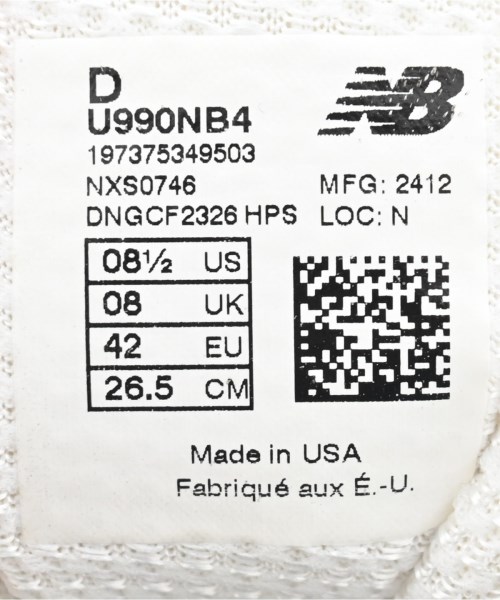 D
U990NB4
197375349503
NXS0746 MFG: 2412
DNGCF2326 HPS LOC: N
08½ US
08 UK
42 EU
26.5 CM
Made in USA
Fabriqué aux É.-U.
NB